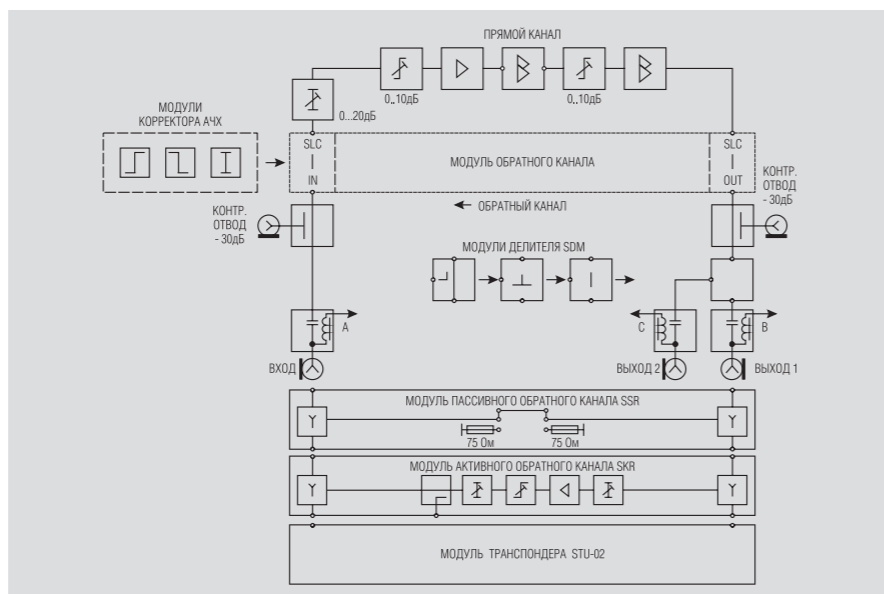 ПРЯМОЙ КАНАЛ
0..10дБ
0..10дБ
0...20дБ
МОДУЛИ
КОРРЕКТОРА АЧХ
SLC
IN
МОДУЛЬ ОБРАТНОГО КАНАЛА
SLC
OUT
КОНТР.
ОТВОД
- 30дБ
КОНТР.
ОТВОД
- 30дБ
ОБРАТНЫЙ КАНАЛ
МОДУЛИ ДЕЛИТЕЛЯ SDM
A
C
B
ВХОД
ВЫХОД 2
ВЫХОД 1
МОДУЛЬ ПАССИВНОГО ОБРАТНОГО КАНАЛА SSR
Y
Y
75 Ом
75 Ом
МОДУЛЬ АКТИВНОГО ОБРАТНОГО КАНАЛА SKR
Y
Y
МОДУЛЬ ТРАНСПОНДЕРА STU-02